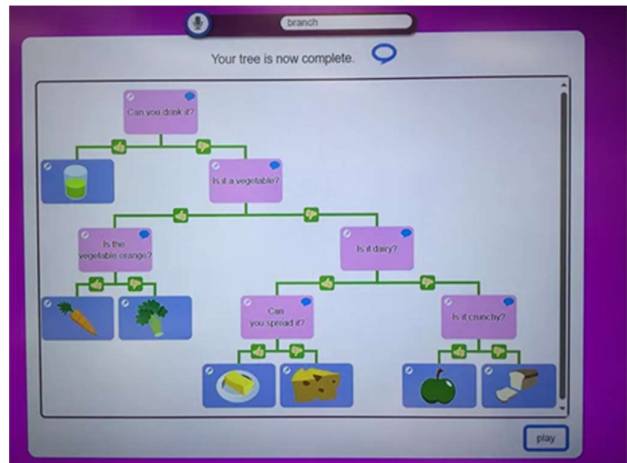 branch
Your tree is now complete.
Can you drink it?
Is it a vegetable?
Is the
vegetable orange?
Is it dairy?
Can
you spread it?
Is it crunchy?
play